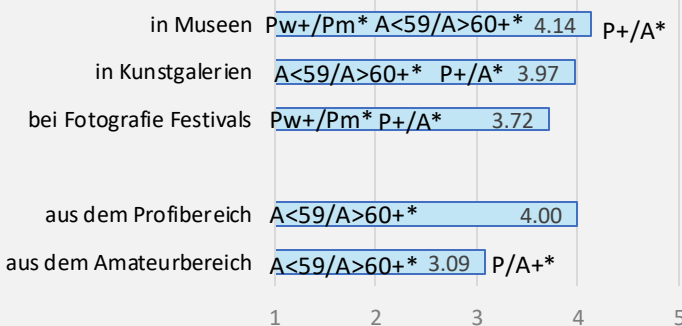 in Museen Pw+/Pm* A<59/A>60+* 4.14 P+/A*
in Kunstgalerien A<59/A>60+* P+/A* 3.97
bei Fotografie Festivals Pw+/Pm* P+/A* 3.72
aus dem Profibereich A<59/A>60+* 4.00
aus dem Amateurbereich A<59/A>60+* 3.09 P/A+*
1 2 3 4 5